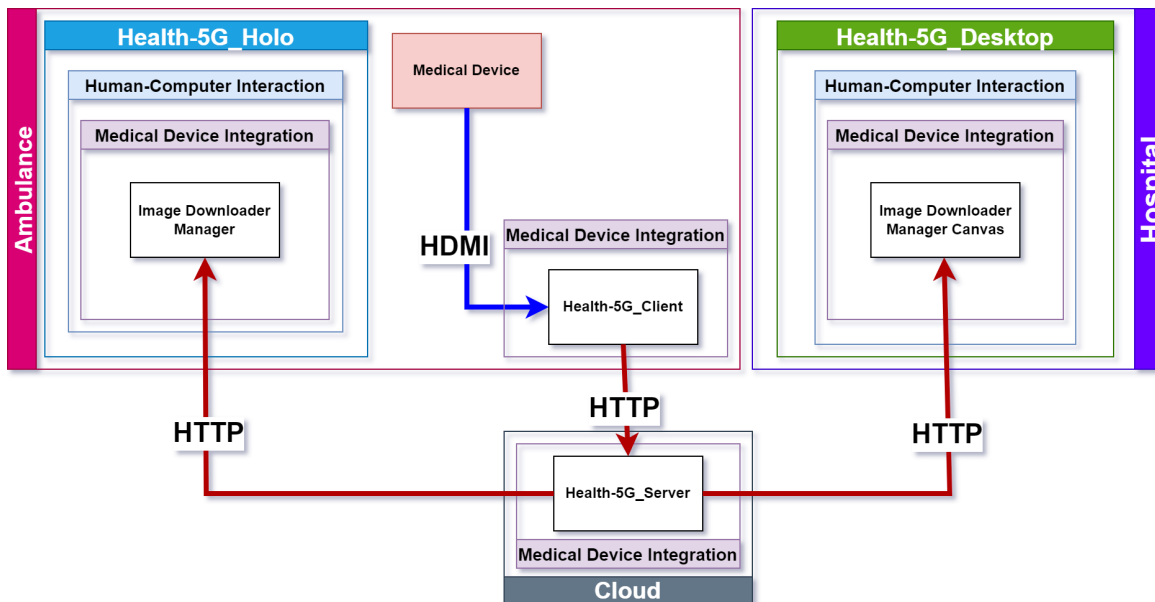 Ambulance
Health-5G_Holo
Human-Computer Interaction
Medical Device Integration
Image Downloader
Manager
Medical Device
HDMI
Medical Device Integration
Health-5G_Client
Health-5G_Desktop
Human-Computer Interaction
Medical Device Integration
Image Downloader
Manager Canvas
Hospital
HTTP
HTTP
HTTP
Health-5G_Server
Medical Device Integration
Cloud